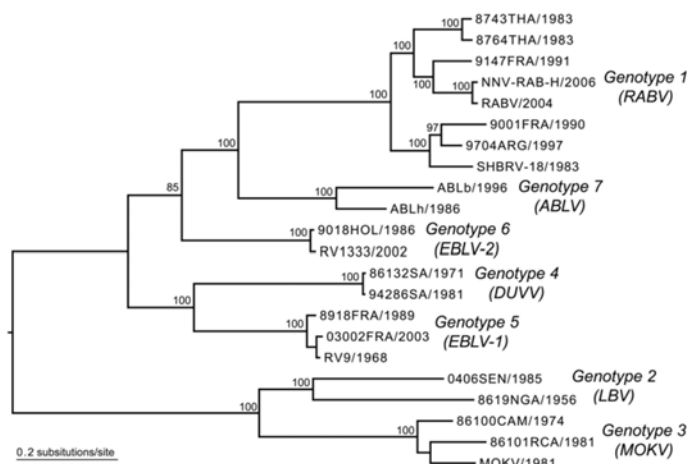 100
8743THA/1983
8764THA/1983
100
9147FRA/1991
100
NNV-RAB-H/2006
100
RABV/2004
Genotype 1
(RABV)
100
97
9001FRA/1990
9704ARG/1997
100
SHBRV-18/1983
100
ABLb/1996
100
ABLh/1986
Genotype 7
(ABLV)
85
100
9018HOL/1986
RV1333/2002
Genotype 6
(EBLV-2)
100
86132SA/1971
94286SA/1981
Genotype 4
(DUVV)
100
8918FRA/1989
100
03002FRA/2003
RV9/1968
Genotype 5
(EBLV-1)
100
0406SEN/1985
8619NGA/1956
Genotype 2
(LBV)
100
86100CAM/1974
100
86101RCA/1981
MOKV/1981
Genotype 3
(MOKV)
0.2 subsitutions/site